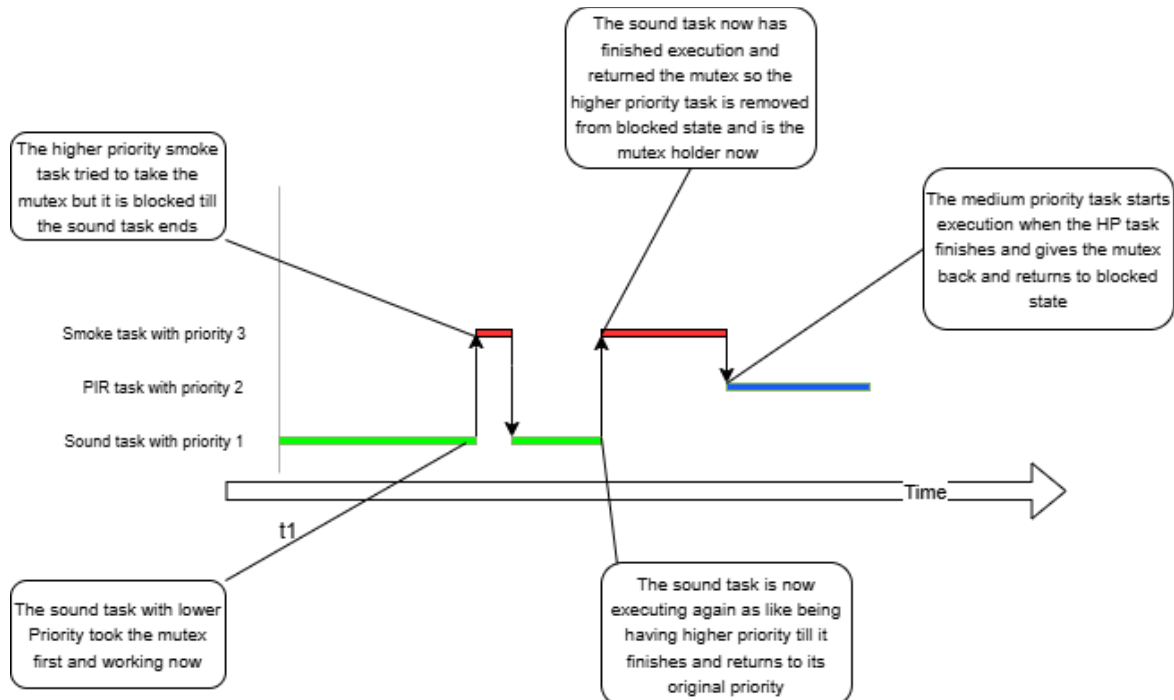 The sound task now has
finished execution and
returned the mutex so the
higher priority task is removed
from blocked state and is the
mutex holder now
The higher priority smoke
task tried to take the
mutex but it is blocked till
the sound task ends
The medium priority task starts
execution when the HP task
finishes and gives the mutex
back and returns to blocked
state
Smoke task with priority 3
PIR task with priority 2
Sound task with priority 1
Time
t1
The sound task with lower
Priority took the mutex
first and working now
The sound task is now
executing again as like being
having higher priority till it
finishes and returns to its
original priority